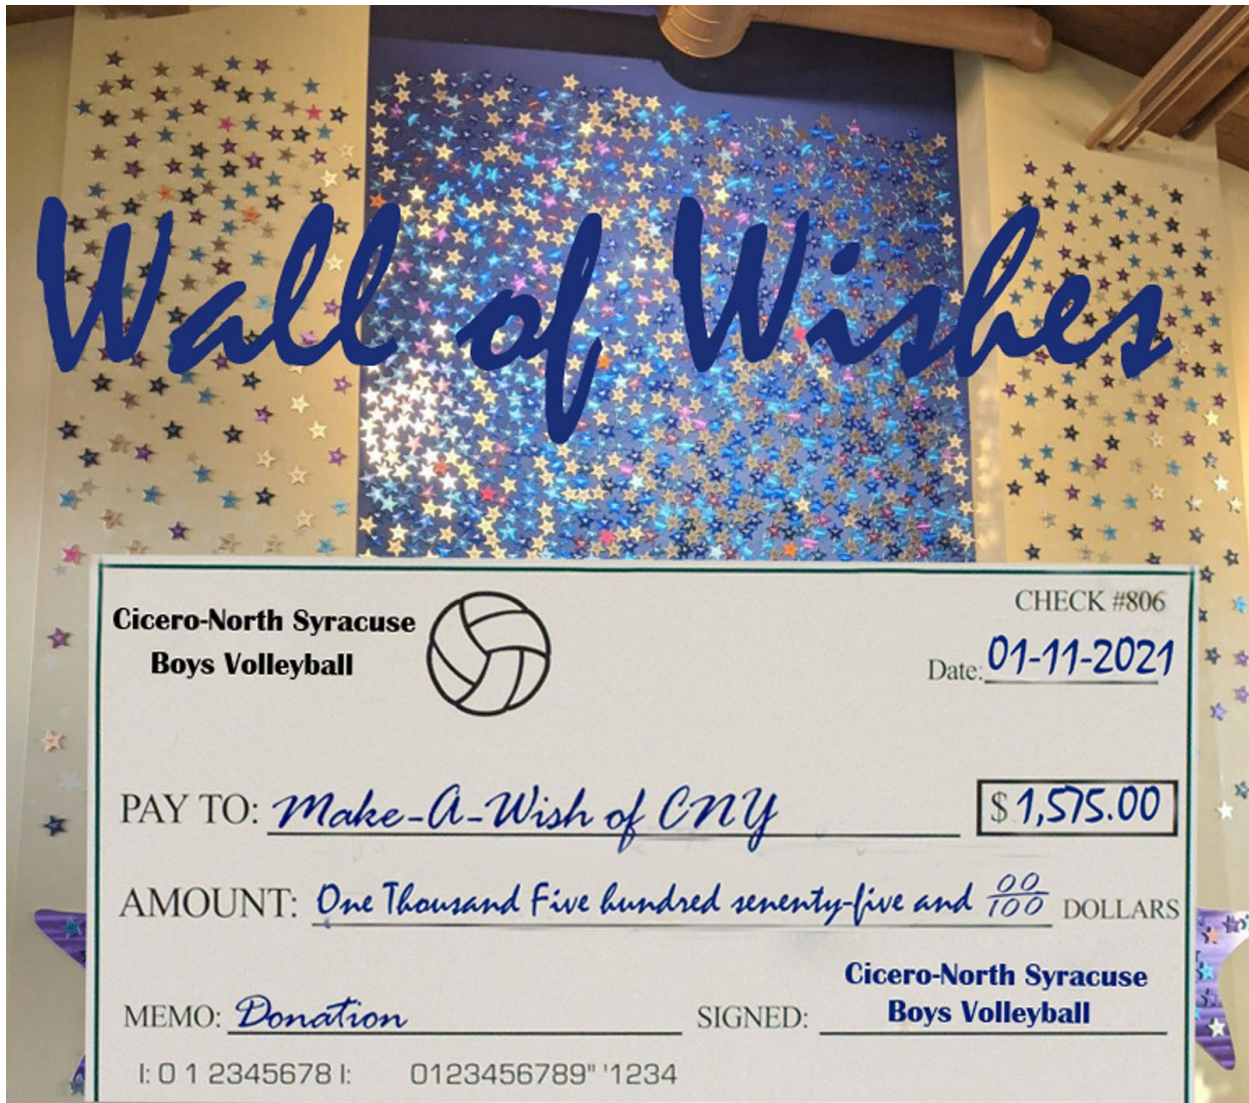 Wall of Wishes
Cicero-North Syracuse
Boys Volleyball
CHECK #806
Date: 01-11-2021
PAY TO: Make-A-Wish of CNY
$ 1,575.00
AMOUNT: One Thousand Five hundred senenty-five and 00/100 DOLLARS
MEMO: Donation
SIGNED: Cicero-North Syracuse
Boys Volleyball
I: 0 1 2345678 I: 0123456789" '1234